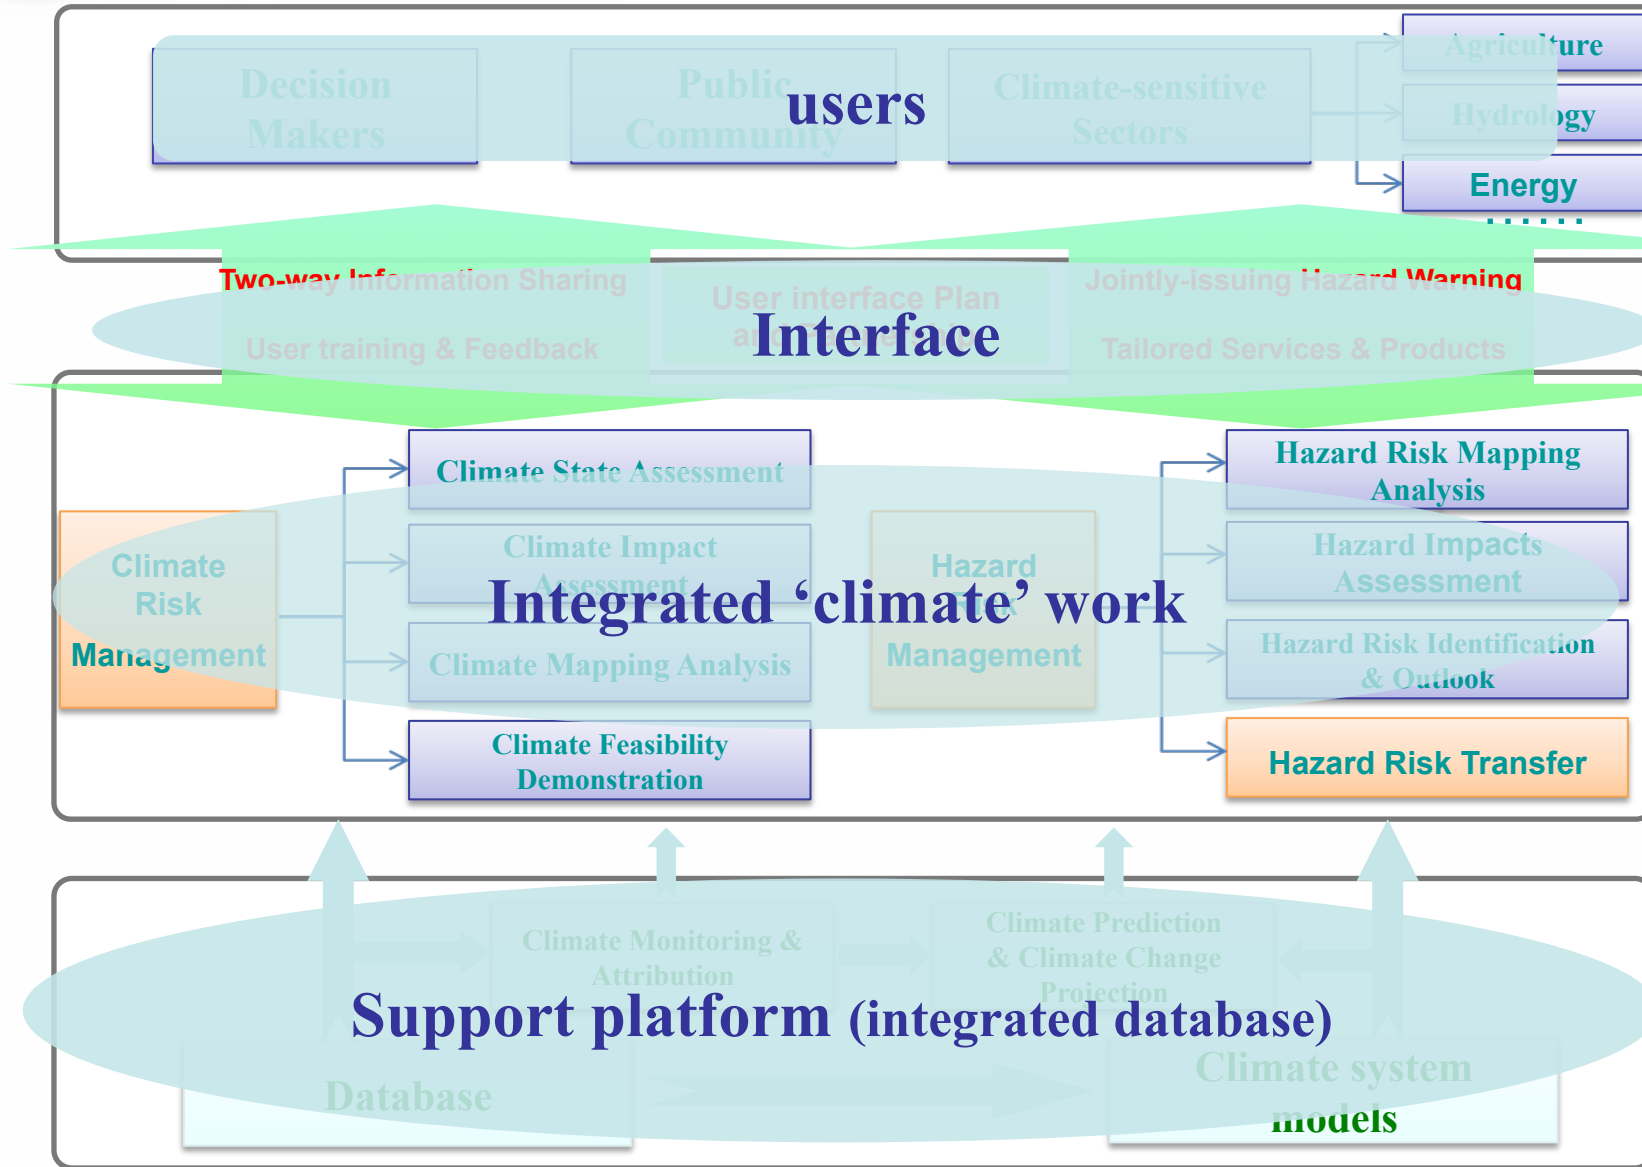 Decision
Makers
Public
Community
Climate-sensitive
Sectors
users
Agriculture
Hydrology
Energy
......
Two-way Information Sharing
User training & Feedback
User interface Plan
and Partnership
Interface
Jointly-issuing Hazard Warning
Tailored Services & Products
Climate
Risk
Management
Climate State Assessment
Climate Impact
Assessment
Climate Mapping Analysis
Climate Feasibility
Demonstration
Integrated ‘climate’ work
Hazard
Risk
Management
Hazard Risk Mapping
Analysis
Hazard Impacts
Assessment
Hazard Risk Identification
& Outlook
Hazard Risk Transfer
Climate Monitoring &
Attribution
Climate Prediction
& Climate Change
Projection
Support platform (integrated database)
Database
Climate system
models